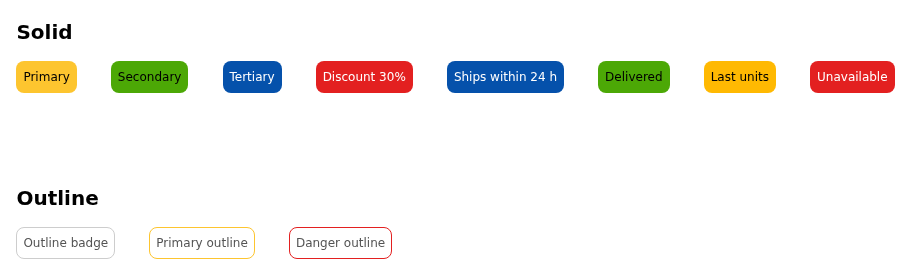 Solid
Primary Secondary Tertiary Discount 30% Ships within 24 h Delivered Last units Unavailable
Outline
Outline badge Primary outline Danger outline